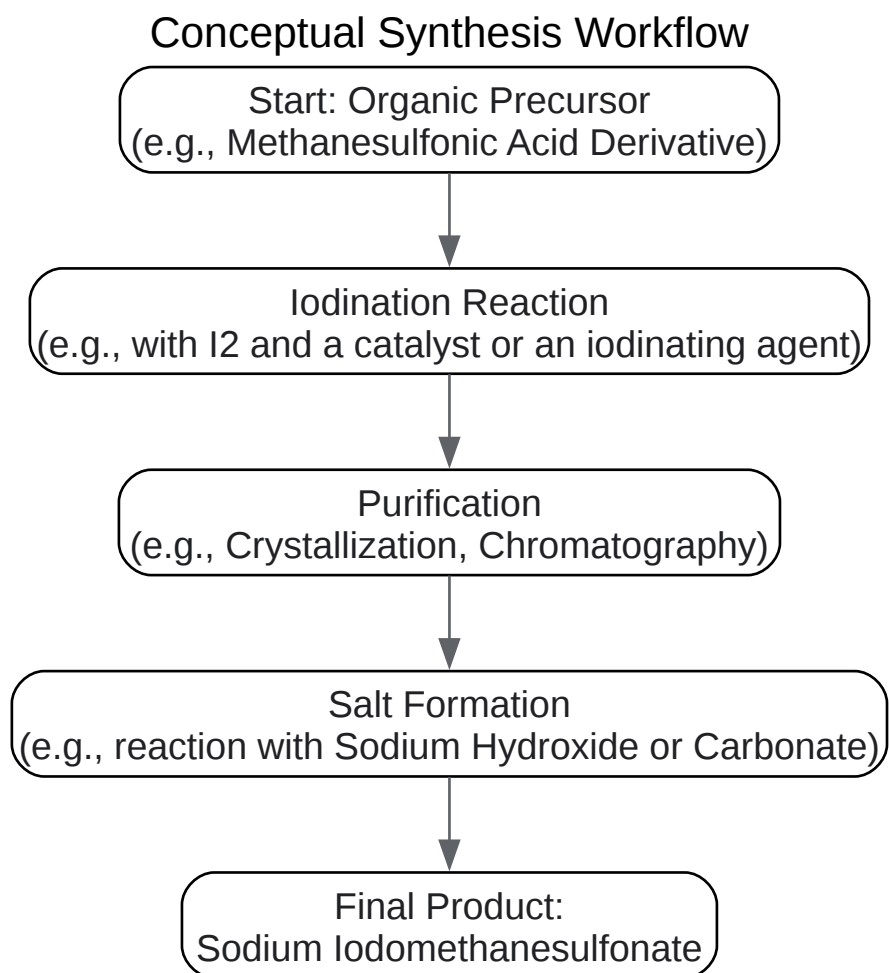 Conceptual Synthesis Workflow
Start: Organic Precursor
(e.g., Methanesulfonic Acid Derivative)
Iodination Reaction
(e.g., with I2 and a catalyst or an iodinating agent)
Purification
(e.g., Crystallization, Chromatography)
Salt Formation
(e.g., reaction with Sodium Hydroxide or Carbonate)
Final Product:
Sodium Iodomethanesulfonate